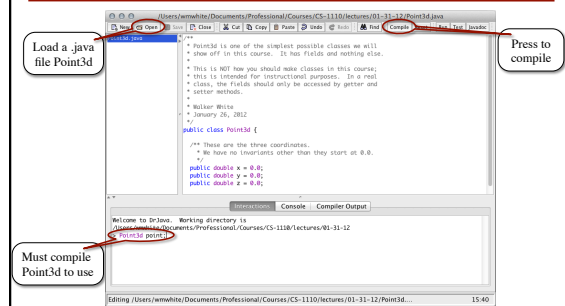 /Users/wmwhite/Documents/Professional/Courses/CS-1110/lectures/01-31-12/Point3d.java
New Open Save Close Cut Copy Paste Undo Redo Find Compile Reset Run Test Javadoc
Load a .java
file Point3d
Press to
compile
Point3d.java
/**
* Point3d is one of the simplest possible classes we will
* show off in this course. It has fields and nothing else.
*
* This is NOT how you should make classes in this course;
* this is intended for instructional purposes. In a real
* class, the fields should only be accessed by getter and
* setter methods.
*
* Walker White
* January 26, 2012
*/
public class Point3d {
/** These are the three coordinates.
* We have no invariants other than they start at 0.0.
*/
public double x = 0.0;
public double y = 0.0;
public double z = 0.0;
Interactions Console Compiler Output
Welcome to DrJava. Working directory is
/Users/wmwhite/Documents/Professional/Courses/CS-1110/lectures/01-31-12
> Point3d point;
Must compile
Point3d to use
Editing /Users/wmwhite/Documents/Professional/Courses/CS-1110/lectures/01-31-12/Point3d.... 15:40